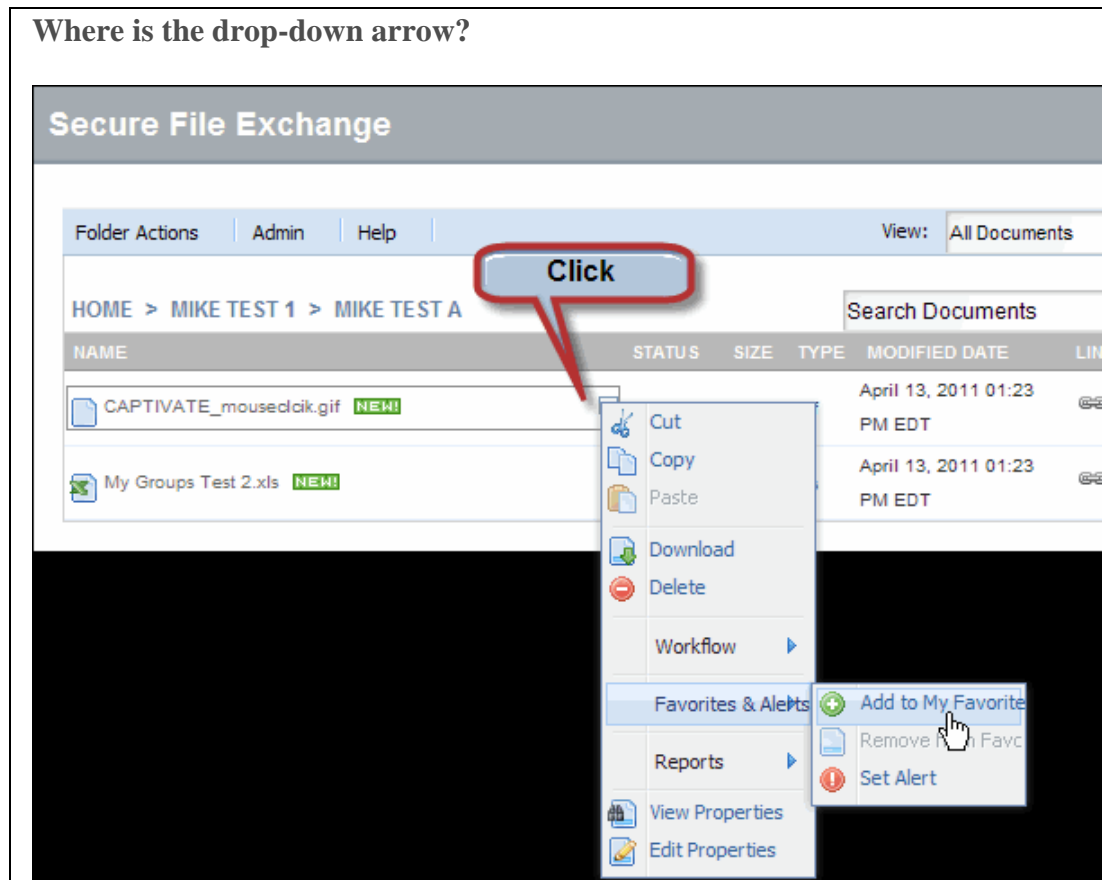 Where is the drop-down arrow?
Secure File Exchange
Folder Actions Admin Help View: All Documents
Click
HOME > MIKE TEST 1 > MIKE TEST A Search Documents
NAME STATUS SIZE TYPE MODIFIED DATE LIN
CAPTIVATE_mouseclcik.gif NEW! April 13, 2011 01:23
PM EDT
My Groups Test 2.xls NEW! April 13, 2011 01:23
PM EDT
Cut
Copy
Paste
Download
Delete
Workflow
Favorites & Alerts
Add to My Favorite
Remove Favc
Set Alert
Reports
View Properties
Edit Properties